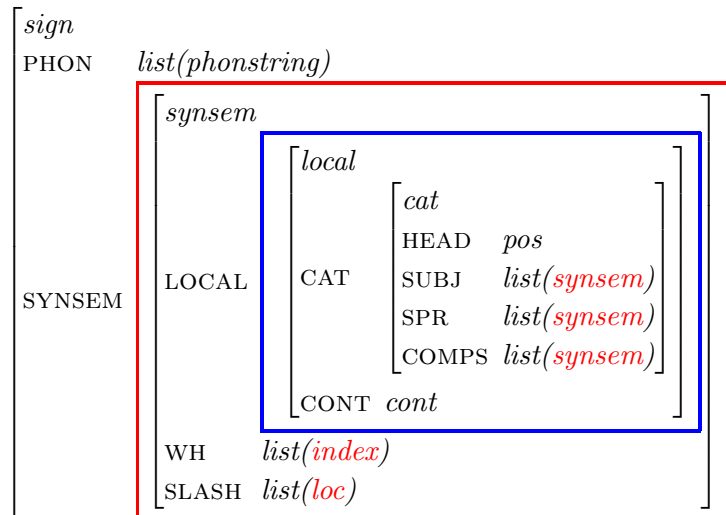 sign
PHON list(phonstring)
synsem
local
cat
HEAD pos
SYNSEM LOCAL CAT SUBJ list(synsem)
SPR list(synsem)
COMPS list(synsem)
CONT cont
WH list(index)
SLASH list(loc)